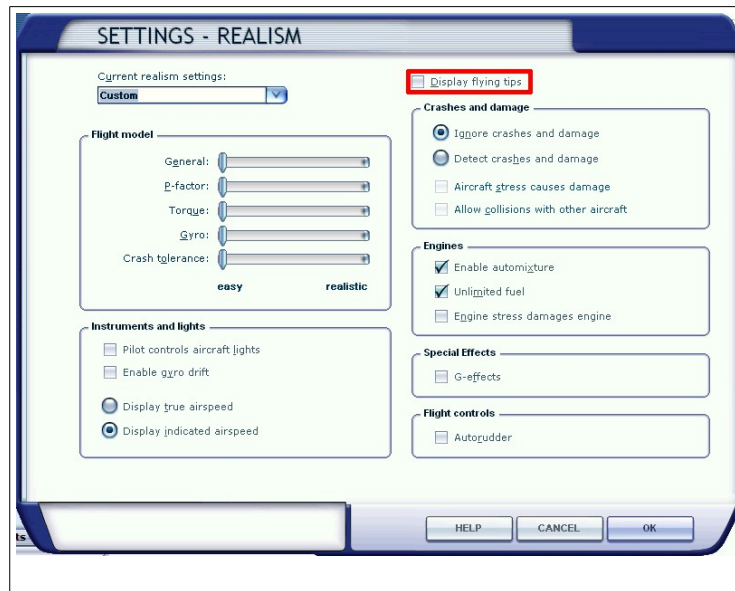 SETTINGS - REALISM
Current realism settings:
Custom
Display flying tips
Flight model
General:
P-factor:
Torque:
Gyro:
Crash tolerance:
easy realistic
Instruments and lights
Pilot controls aircraft lights
Enable gyro drift
Display true airspeed
Display indicated airspeed
Crashes and damage
Ignore crashes and damage
Detect crashes and damage
Aircraft stress causes damage
Allow collisions with other aircraft
Engines
Enable automixture
Unlimited fuel
Engine stress damages engine
Special Effects
G-effects
Flight controls
Autorudder
HELP CANCEL OK
ts